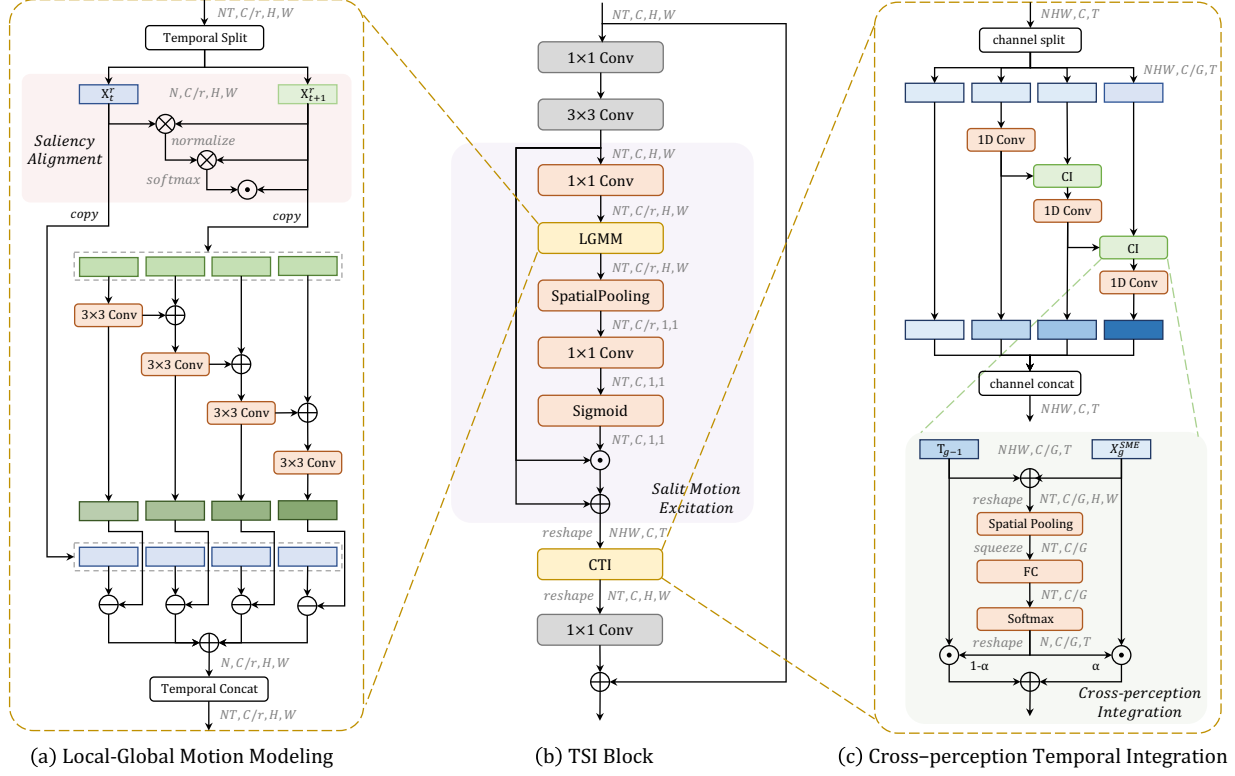 NT, C/r, H, W
Temporal Split
X_t^r
N, C/r, H, W
X_{t+1}^r
Saliency
Alignment
normalize
softmax
copy
copy
3×3 Conv
3×3 Conv
3×3 Conv
3×3 Conv
N, C/r, H, W
Temporal Concat
NT, C/r, H, W
(a) Local-Global Motion Modeling
NT, C, H, W
1×1 Conv
3×3 Conv
NT, C, H, W
1×1 Conv
NT, C/r, H, W
LGMM
NT, C/r, H, W
SpatialPooling
NT, C/r, 1, 1
1×1 Conv
NT, C, 1, 1
Sigmoid
NT, C, 1, 1
Salit Motion
Excitation
reshape NHW, C, T
CTI
reshape NT, C, H, W
1×1 Conv
(b) TSI Block
NHW, C, T
channel split
NHW, C/G, T
1D Conv
CI
1D Conv
CI
1D Conv
channel concat
NHW, C, T
T_{g-1}
NHW, C/G, T
X_g^{SME}
reshape NT, C/G, H, W
Spatial Pooling
squeeze NT, C/G
FC
NT, C/G
Softmax
reshape N, C/G, T
1-α
α
Cross-perception
Integration
(c) Cross–perception Temporal Integration